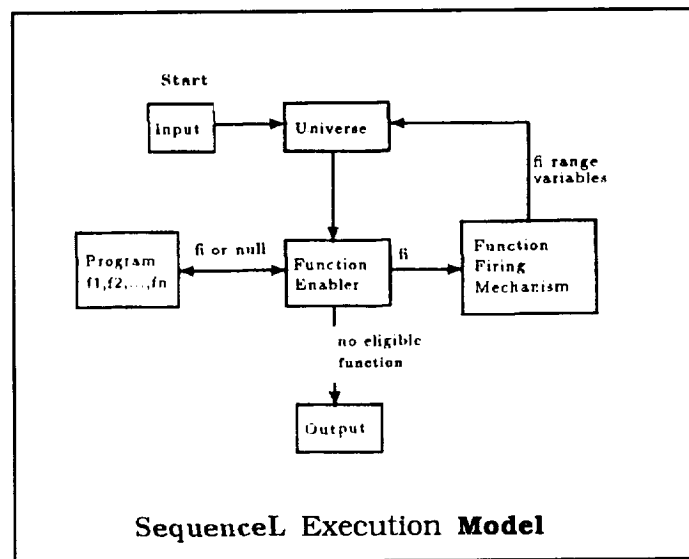 Start
Input
Universe
fi range
variables
Program
f1,f2,...,fn
fi or null
Function
Enabler
fi
Function
Firing
Mechanism
no eligible
function
Output
SequenceL Execution Model